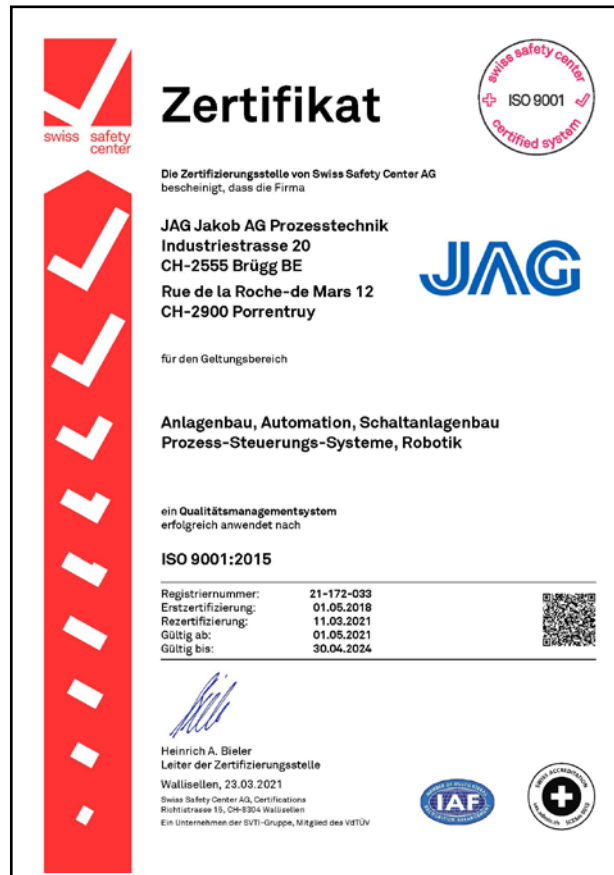 swiss safety
center
Zertifikat
swiss safety center
ISO 9001
certified system
Die Zertifizierungsstelle von Swiss Safety Center AG
bescheinigt, dass die Firma
JAG Jakob AG Prozesstechnik
Industriestrasse 20
CH-2555 Brügg BE
Rue de la Roche-de Mars 12
CH-2900 Porrentruy
JAG
für den Geltungsbereich
Anlagenbau, Automation, Schaltanlagenbau
Prozess-Steuerungs-Systeme, Robotik
ein Qualitätsmanagementsystem
erfolgreich anwendet nach
ISO 9001:2015
Registriernummer: 21-172-033
Erstzertifizierung: 01.05.2018
Rezertifizierung: 11.03.2021
Gültig ab: 01.05.2021
Gültig bis: 30.04.2024
Heinrich A. Bieler
Leiter der Zertifizierungsstelle
Wallisellen, 23.03.2021
Swiss Safety Center AG, Certifications
Richtistrasse 15, CH-8304 Wallisellen
Ein Unternehmen der SVTI-Gruppe, Mitglied des VdTÜV
IAF
SWISS ACCREDITATION